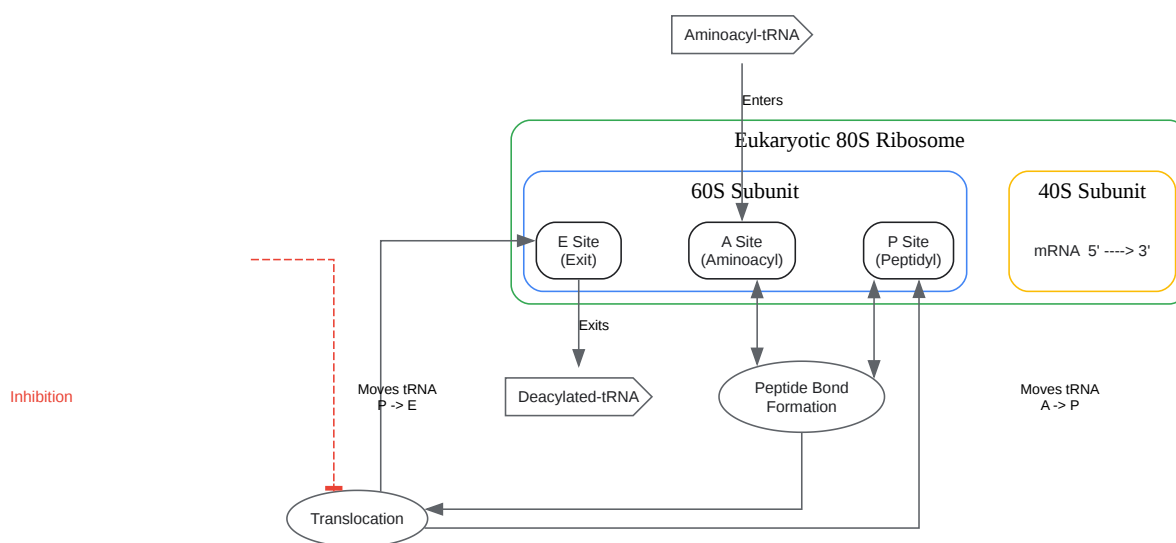 Aminoacyl-tRNA
Enters
Eukaryotic 80S Ribosome
60S Subunit
40S Subunit
E Site
(Exit)
A Site
(Aminoacyl)
P Site
(Peptidyl)
mRNA 5' ----> 3'
Exits
Inhibition
Moves tRNA
P -> E
Deacylated-tRNA
Peptide Bond
Formation
Moves tRNA
A -> P
Translocation